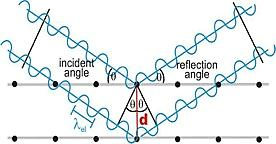 incident
angle
(θ
θ)
reflection
angle
θ θ
d
λel